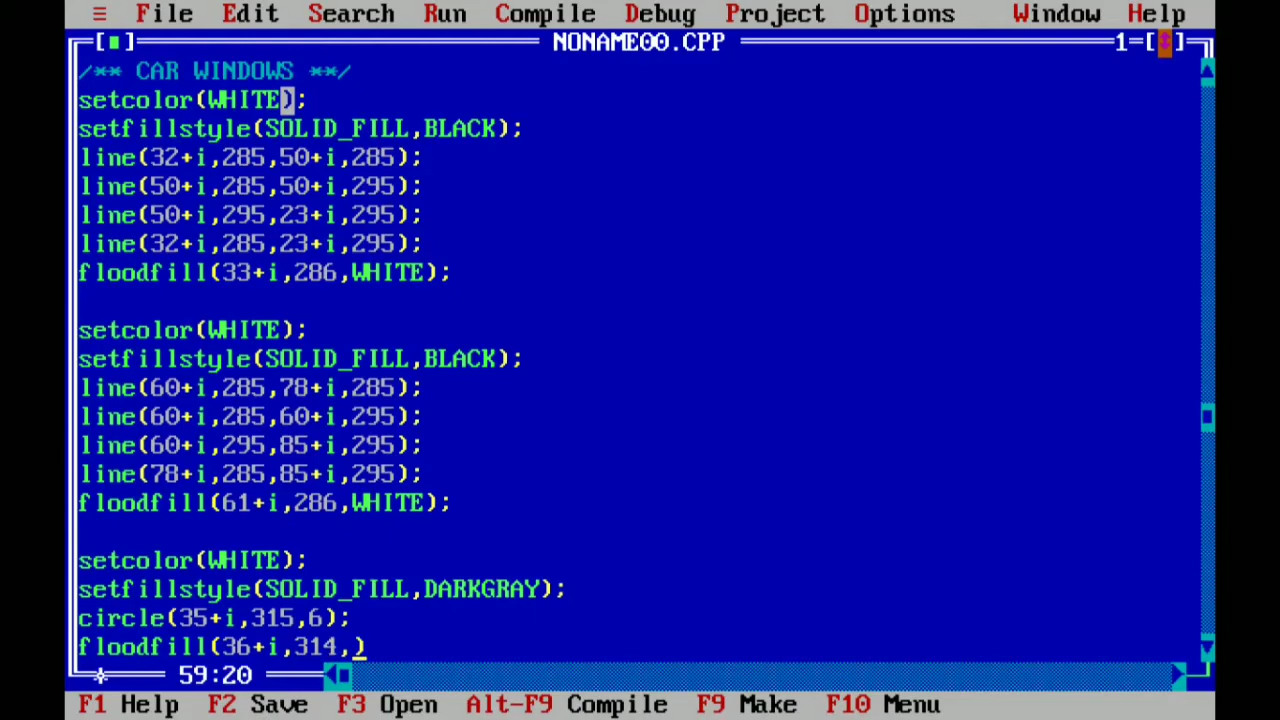 ≡ File Edit Search Run Compile Debug Project Options Window Help
[■] NONAME00.CPP 1=[↕]
/** CAR WINDOWS **/
setcolor(WHITE);
setfillstyle(SOLID_FILL,BLACK);
line(32+i,285,50+i,285);
line(50+i,285,50+i,295);
line(50+i,295,23+i,295);
line(32+i,285,23+i,295);
floodfill(33+i,286,WHITE);
setcolor(WHITE);
setfillstyle(SOLID_FILL,BLACK);
line(60+i,285,78+i,285);
line(60+i,285,60+i,295);
line(60+i,295,85+i,295);
line(78+i,285,85+i,295);
floodfill(61+i,286,WHITE);
setcolor(WHITE);
setfillstyle(SOLID_FILL,DARKGRAY);
circle(35+i,315,6);
floodfill(36+i,314,)
59:20
F1 Help F2 Save F3 Open Alt-F9 Compile F9 Make F10 Menu